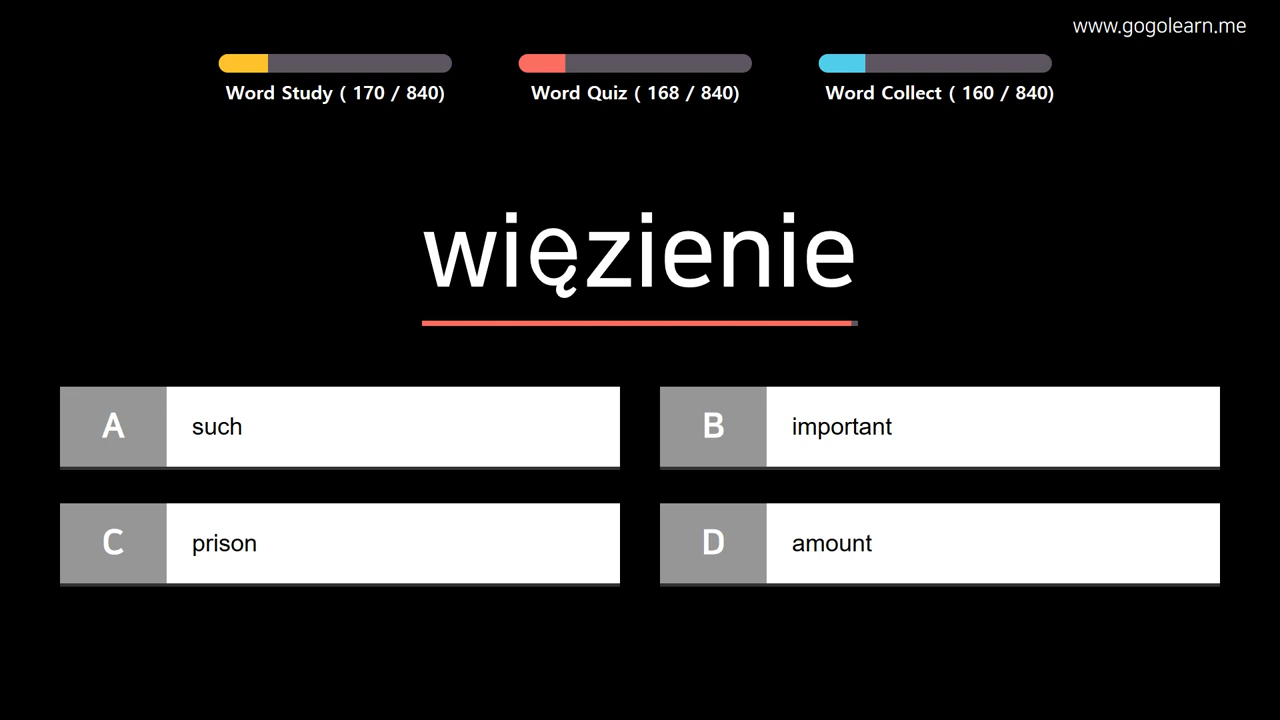 www.gogolearn.me
Word Study ( 170 / 840)
Word Quiz ( 168 / 840)
Word Collect ( 160 / 840)
więzienie
A such
B important
C prison
D amount